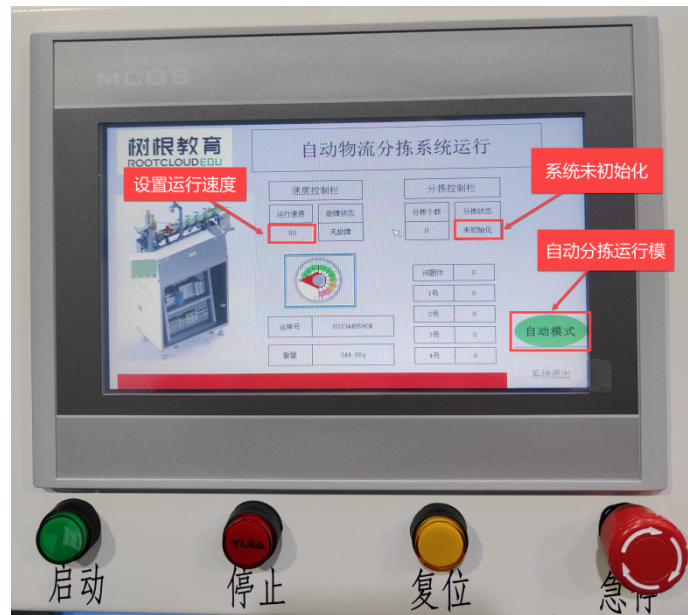 MCGS
树根教育
ROOTCLOUDEDU
自动物流分拣系统运行
设置运行速度
系统未初始化
速度控制栏
分拣控制栏
运行速度
故障状态
分拣个数
分拣状态
80
无故障
0
未初始化
自动分拣运行模
问题件
0
1号
0
2号
0
运单号
3号
0
自动模式
重量
344.06g
4号
0
系统退出
YIJIA
启动
停止
复位
急停